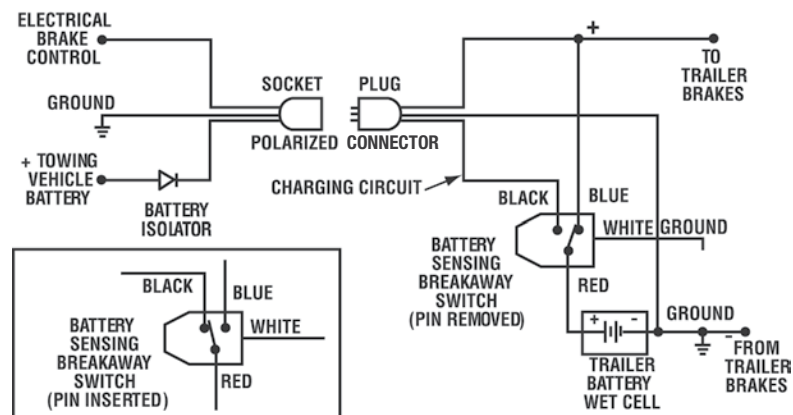 ELECTRICAL
BRAKE
CONTROL
GROUND
+ TOWING
VEHICLE
BATTERY
BATTERY
ISOLATOR
SOCKET
PLUG
POLARIZED
CONNECTOR
CHARGING CIRCUIT
+
TO
TRAILER
BRAKES
BLACK
BLUE
WHITE
GROUND
BATTERY
SENSING
BREAKAWAY
SWITCH
(PIN REMOVED)
RED
+ -
GROUND
TRAILER
BATTERY
WET CELL
-
FROM
TRAILER
BRAKES
BLACK
BLUE
WHITE
BATTERY
SENSING
BREAKAWAY
SWITCH
(PIN INSERTED)
RED